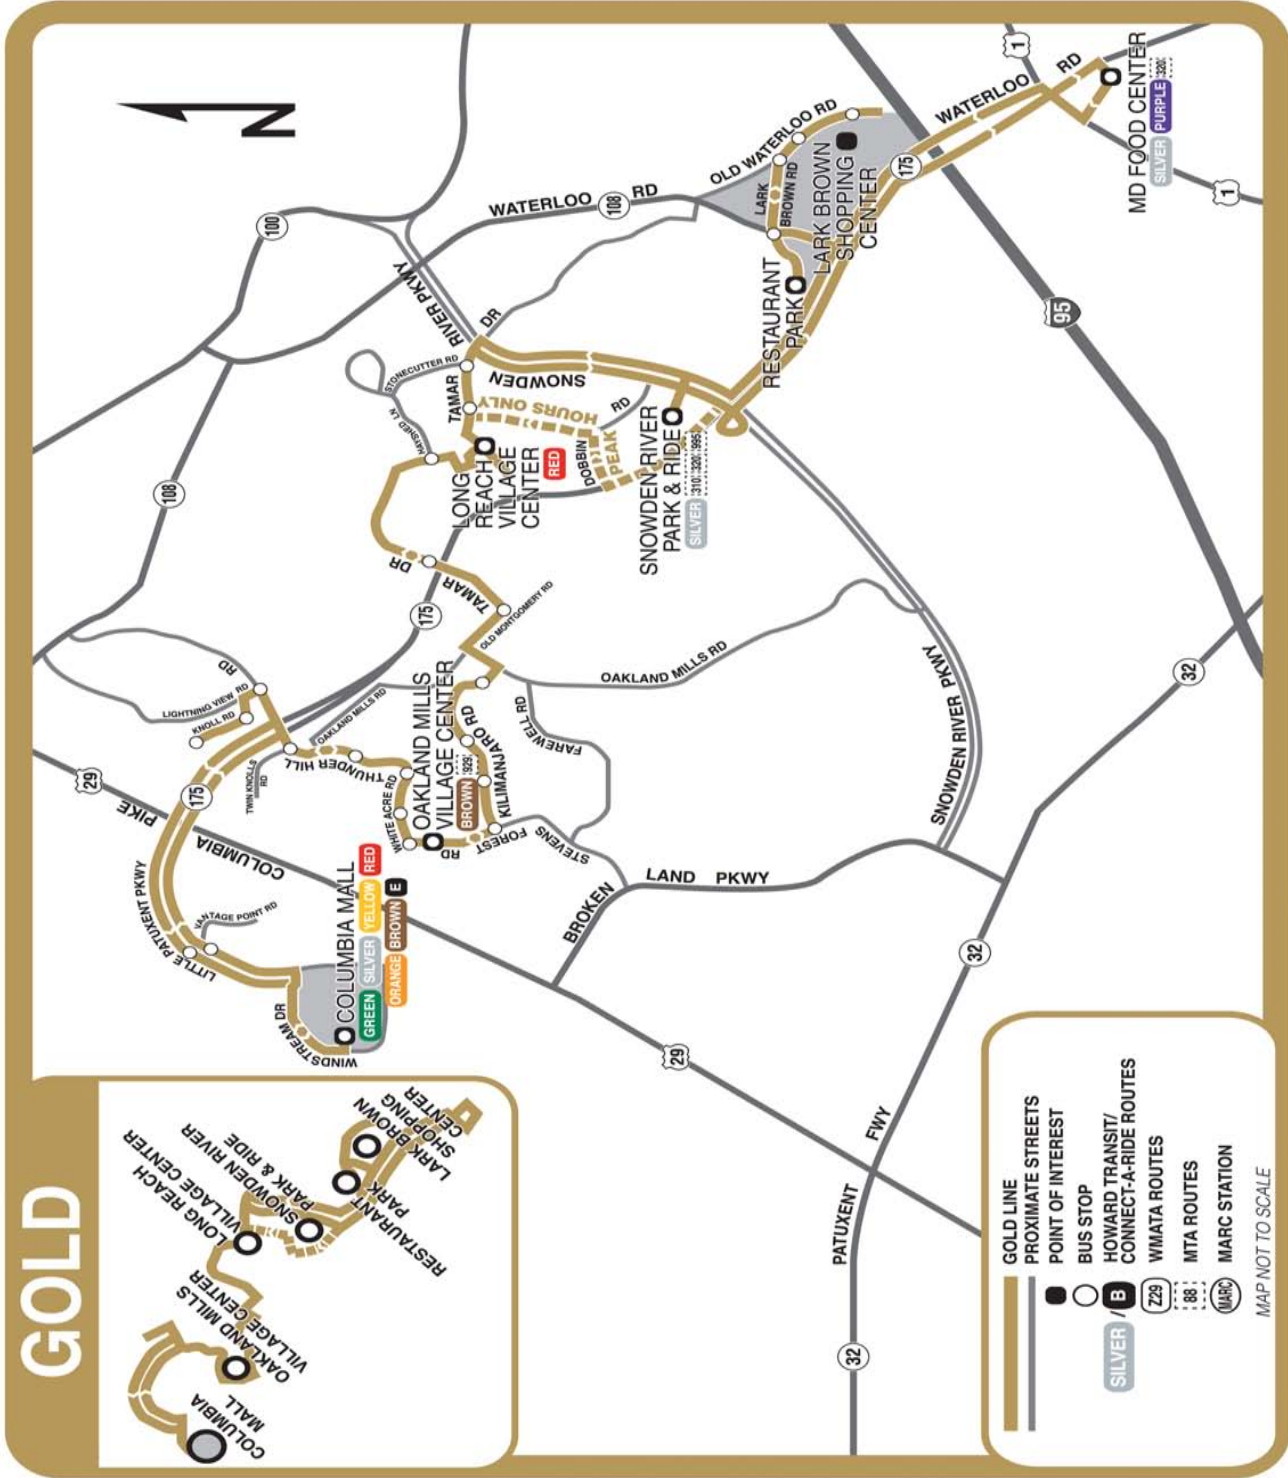 GOLD
COLUMBIA
MALL
OAKLAND MILLS
VILLAGE CENTER
LONG REACH
VILLAGE CENTER
SNOWDEN RIVER
PARK & RIDE
RESTAURANT
PARK
LARK BROWN
SHOPPING
CENTER
N
COLUMBIA MALL
GREEN SILVER YELLOW RED
ORANGE BROWN E
WINDSTREAM DR
LITTLE PATUXENT PKWY
VANTAGE POINT RD
COLUMBIA PIKE
29
175
TWIN KNOLLS
RD
KNOLL RD
LIGHTNING VIEW RD
RD
THUNDER HILL
OAKLAND MILLS RD
WHITE ACRE RD
OAKLAND MILLS
VILLAGE CENTER
BROWN 929
KILIMANJARO RD
RD
FOREST
STEVENS
FAREWELL RD
OAKLAND MILLS RD
OLD MONTGOMERY RD
TAMAR DR
175
108
100
LONG
REACH
VILLAGE
CENTER
RED
HAYSHED LN
STONECUTTER RD
TAMAR
DR
RIVER PKWY
SNOWDEN
PEAK
HOURS ONLY
DOBBIN
RD
SNOWDEN RIVER
PARK & RIDE
SILVER 310 320 995
WATERLOO RD
108
OLD WATERLOO RD
LARK
BROWN RD
LARK BROWN
SHOPPING
CENTER
RESTAURANT
PARK
175
WATERLOO RD
1
MD FOOD CENTER
SILVER PURPLE 320
1
95
32
SNOWDEN RIVER PKWY
BROKEN
LAND PKWY
32
29
PATUXENT FWY
32
GOLD LINE
PROXIMATE STREETS
POINT OF INTEREST
BUS STOP
SILVER / B HOWARD TRANSIT/
CONNECT-A-RIDE ROUTES
Z29 WMATA ROUTES
88 MTA ROUTES
MARC MARC STATION
MAP NOT TO SCALE